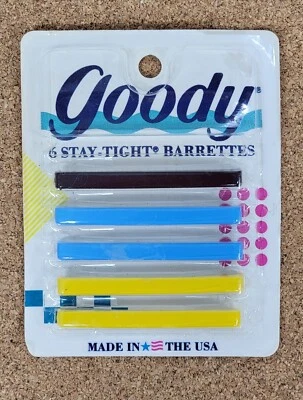 goody
6 STAY-TIGHT® BARRETTES
MADE IN THE USA